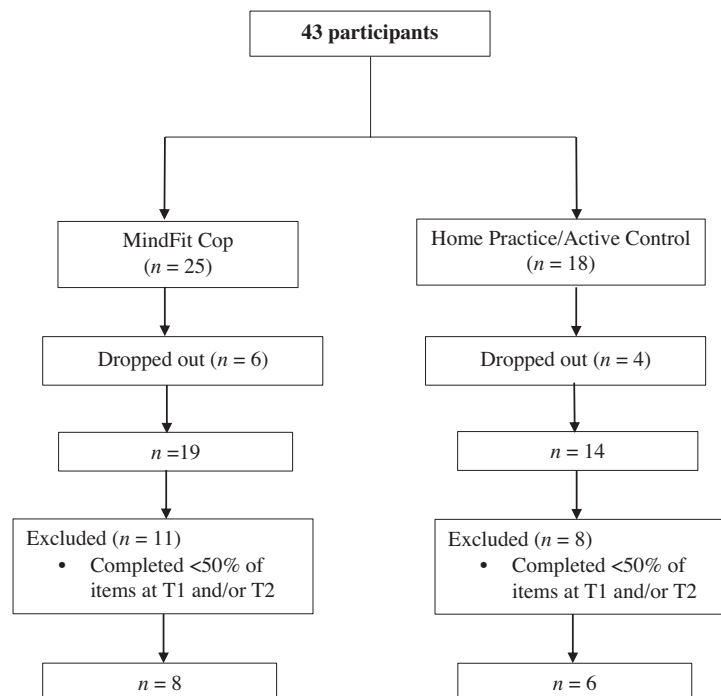 43 participants
MindFit Cop
(n = 25)
Home Practice/Active Control
(n = 18)
Dropped out (n = 6)
Dropped out (n = 4)
n =19
n = 14
Excluded (n = 11)
• Completed <50% of
items at T1 and/or T2
Excluded (n = 8)
• Completed <50% of
items at T1 and/or T2
n = 8
n = 6